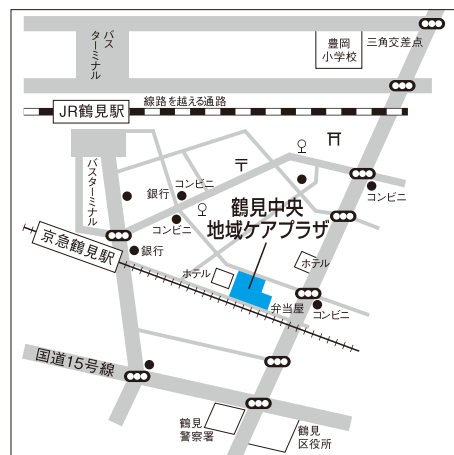 バス
ターミナル
豊岡
小学校
三角交差点
JR鶴見駅
線路を越える通路
バスターミナル
銀行
コンビニ
コンビニ
コンビニ
鶴見中央
地域ケアプラザ
銀行
京急鶴見駅
ホテル
ホテル
弁当屋
コンビニ
国道15号線
鶴見
警察署
鶴見
区役所